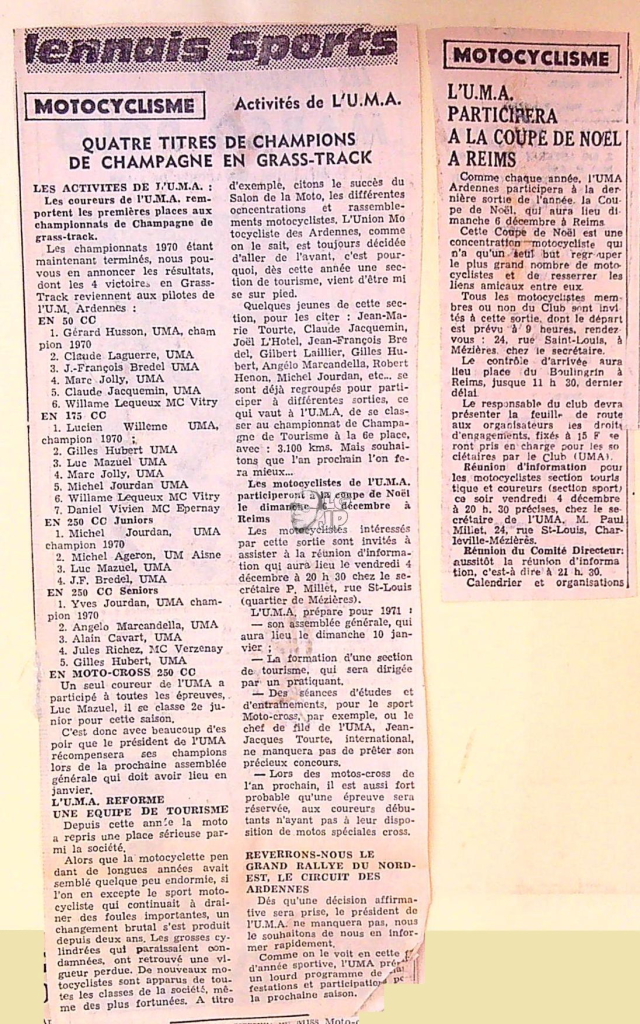 lennais Sports
MOTOCYCLISME
Activités de L'U.M.A.
QUATRE TITRES DE CHAMPIONS
DE CHAMPAGNE EN GRASS-TRACK
LES ACTIVITES DE L'U.M.A. :
Les coureurs de l'U.M.A. rem-
portent les premières places aux
championnats de Champagne de
grass-track.
Les championnats 1970 étant
maintenant terminés, nous pou-
vons en annoncer les résultats,
dont les 4 victoires en Grass-
Track reviennent aux pilotes de
l'U.M. Ardennes :
EN 50 CC
1. Gérard Husson, UMA, cham
pion 1970
2. Claude Laguerre, UMA
3. J.-François Bredel UMA
4. Marc Jolly, UMA
5. Claude Jacquemin, UMA
6. Willame Lequeux MC Vitry
EN 175 CC
1. Lucien Willeme UMA,
champion 1970 ;
2. Gilles Hubert UMA
3. Luc Mazuel UMA
4. Marc Jolly, UMA
5. Michel Jourdan UMA
6. Willame Lequeux MC Vitry
7. Daniel Vivien MC Epernay
EN 250 CC Juniors
1. Michel Jourdan, UMA
champion 1970
2. Michel Ageron, UM Aisne
3. Luc Mazuel, UMA
4. J.F. Bredel, UMA
EN 250 CC Seniors
1. Yves Jourdan, UMA cham-
pion 1970
2. Angelo Marcandella, UMA
3. Alain Cavart, UMA
4. Jules Richez, MC Verzenay
5. Gilles Hubert, UMA
EN MOTO-CROSS 250 CC
Un seul coureur de l'UMA a
participé à toutes les épreuves,
Luc Mazuel, il se classe 2e ju-
nior pour cette saison.
C'est donc avec beaucoup d'es
poir que le président de l'UMA
récompensera ses champions
lors de la prochaine assemblée
générale qui doit avoir lieu en
janvier.
L'U.M.A. REFORME
UNE EQUIPE DE TOURISME
Depuis cette année la moto
a repris une place sérieuse par-
mi la société.
Alors que la motocyclette pen
dant de longues années avait
semblé quelque peu endormie, si
l'on en excepte le sport moto-
cycliste qui continuait à drai-
ner des foules importantes, un
changement brutal s'est produit
depuis deux ans. Les grosses cy-
lindrées qui paraissaient con-
damnées, ont retrouvé une vi-
gueur perdue. De nouveaux mo-
tocyclistes sont apparus de tou-
tes les classes de la société, mê-
me des plus fortunées. A titre
d'exemple, citons le succès du
Salon de la Moto, les différentes
concentrations et rassemble-
ments motocyclistes. L'Union Mo
tocycliste des Ardennes, comme
on le sait, est toujours décidée
d'aller de l'avant, c'est pour-
quoi, dès cette année une sec-
tion de tourisme, vient d'être mi
se sur pied.
Quelques jeunes de cette sec-
tion, pour les citer : Jean-Ma-
rie Tourte, Claude Jacquemin,
Joël L'Hotel, Jean-François Bre
del, Gilbert Laillier, Gilles Hu-
bert, Angélo Marcandella, Robert
Henon, Michel Jourdan, etc... se
sont déjà regroupés pour parti-
ciper à différentes sorties, ce
qui vaut à l'U.M.A, de se clas-
ser au championnat de Champa-
gne de Tourisme à la 6e place,
avec : 3.100 kms. Mais souhai-
tons que l'an prochain l'on fe-
ra mieux...
Les motocyclistes de l'U.M.A.
participeront à la coupe de Noël
le dimanche décembre à
Reims
Les motocyclistes intéressés
par cette sortie sont invités à
assister à la réunion d'informa-
tion qui aura lieu le vendredi 4
décembre à 20 h 30 chez le se-
crétaire P. Millet, rue St-Louis
(quartier de Mézières).
L'U.M.A, prépare pour 1971 :
— son assemblée générale, qui
aura lieu le dimanche 10 jan-
vier ;
— La formation d'une section
de tourisme, qui sera dirigée
par un pratiquant.
— Des séances d'études et
d'entraînements, pour le sport
Moto-cross, par exemple, ou le
chef de file de l'UMA, Jean-
Jacques Tourte, international,
ne manquera pas de prêter son
précieux concours.
— Lors des motos-cross de
l'an prochain, il est aussi fort
probable qu'une épreuve sera
réservée, aux coureurs débu-
tants n'ayant pas à leur dispo-
sition de motos spéciales cross.
REVERRONS-NOUS LE
GRAND RALLYE DU NORD-
EST, LE CIRCUIT DES
ARDENNES
Dés qu'une décision affirma-
tive sera prise, le président de
l'U.M.A. ne manquera pas, nous
le souhaitons de nous en infor-
mer rapidement.
Comme on le voit en cette
d'année sportive, l'UMA
un lourd programme de
festations et participations
la prochaine saison.
MOTOCYCLISME
L'U.M.A.
PARTICIPERA
A LA COUPE DE NOEL
A REIMS
Comme chaque année, l'UMA
Ardennes participera à la der-
nière sortie de l'année, la Cou-
pe de Noël, qui aura lieu di-
manche 6 décembre à Reims.
Cette Coupe de Noël est une
concentration motocycliste qui
n'a qu'un seul but regrouper
le plus grand nombre de moto-
cyclistes et de resserrer les
liens amicaux entre eux.
Tous les motocyclistes mem-
bres ou non du Club sont invi
tés à cette sortie, dont le départ
est prévu à 9 heures, rendez
vous : 24, rue Saint-Louis, à
Mézières, chez le secrétaire.
Le contrôle d'arrivée aura
lieu place du Boulingrin à
Reims, jusque 11 h 30, dernier
délai.
Le responsable du club devra
présenter la feuille de route
aux organisateurs les droits
d'engagements, fixés à 15 F se
ront pris en charge pour les so
ciétaires par le Club (UMA).
Réunion d'information pour
les motocyclistes section touris
tique et coureurs (section sport)
ce soir vendredi 4 décembre
à 20 h. 30 précises, chez le se-
crétaire de l'UMA, M. Paul
Millet, 24, rue St-Louis, Char-
leville-Mézières.
Réunion du Comité Directeur:
aussitôt la réunion d'informa
tion, c'est-à dire à 21 h. 30.
Calendrier et organisations